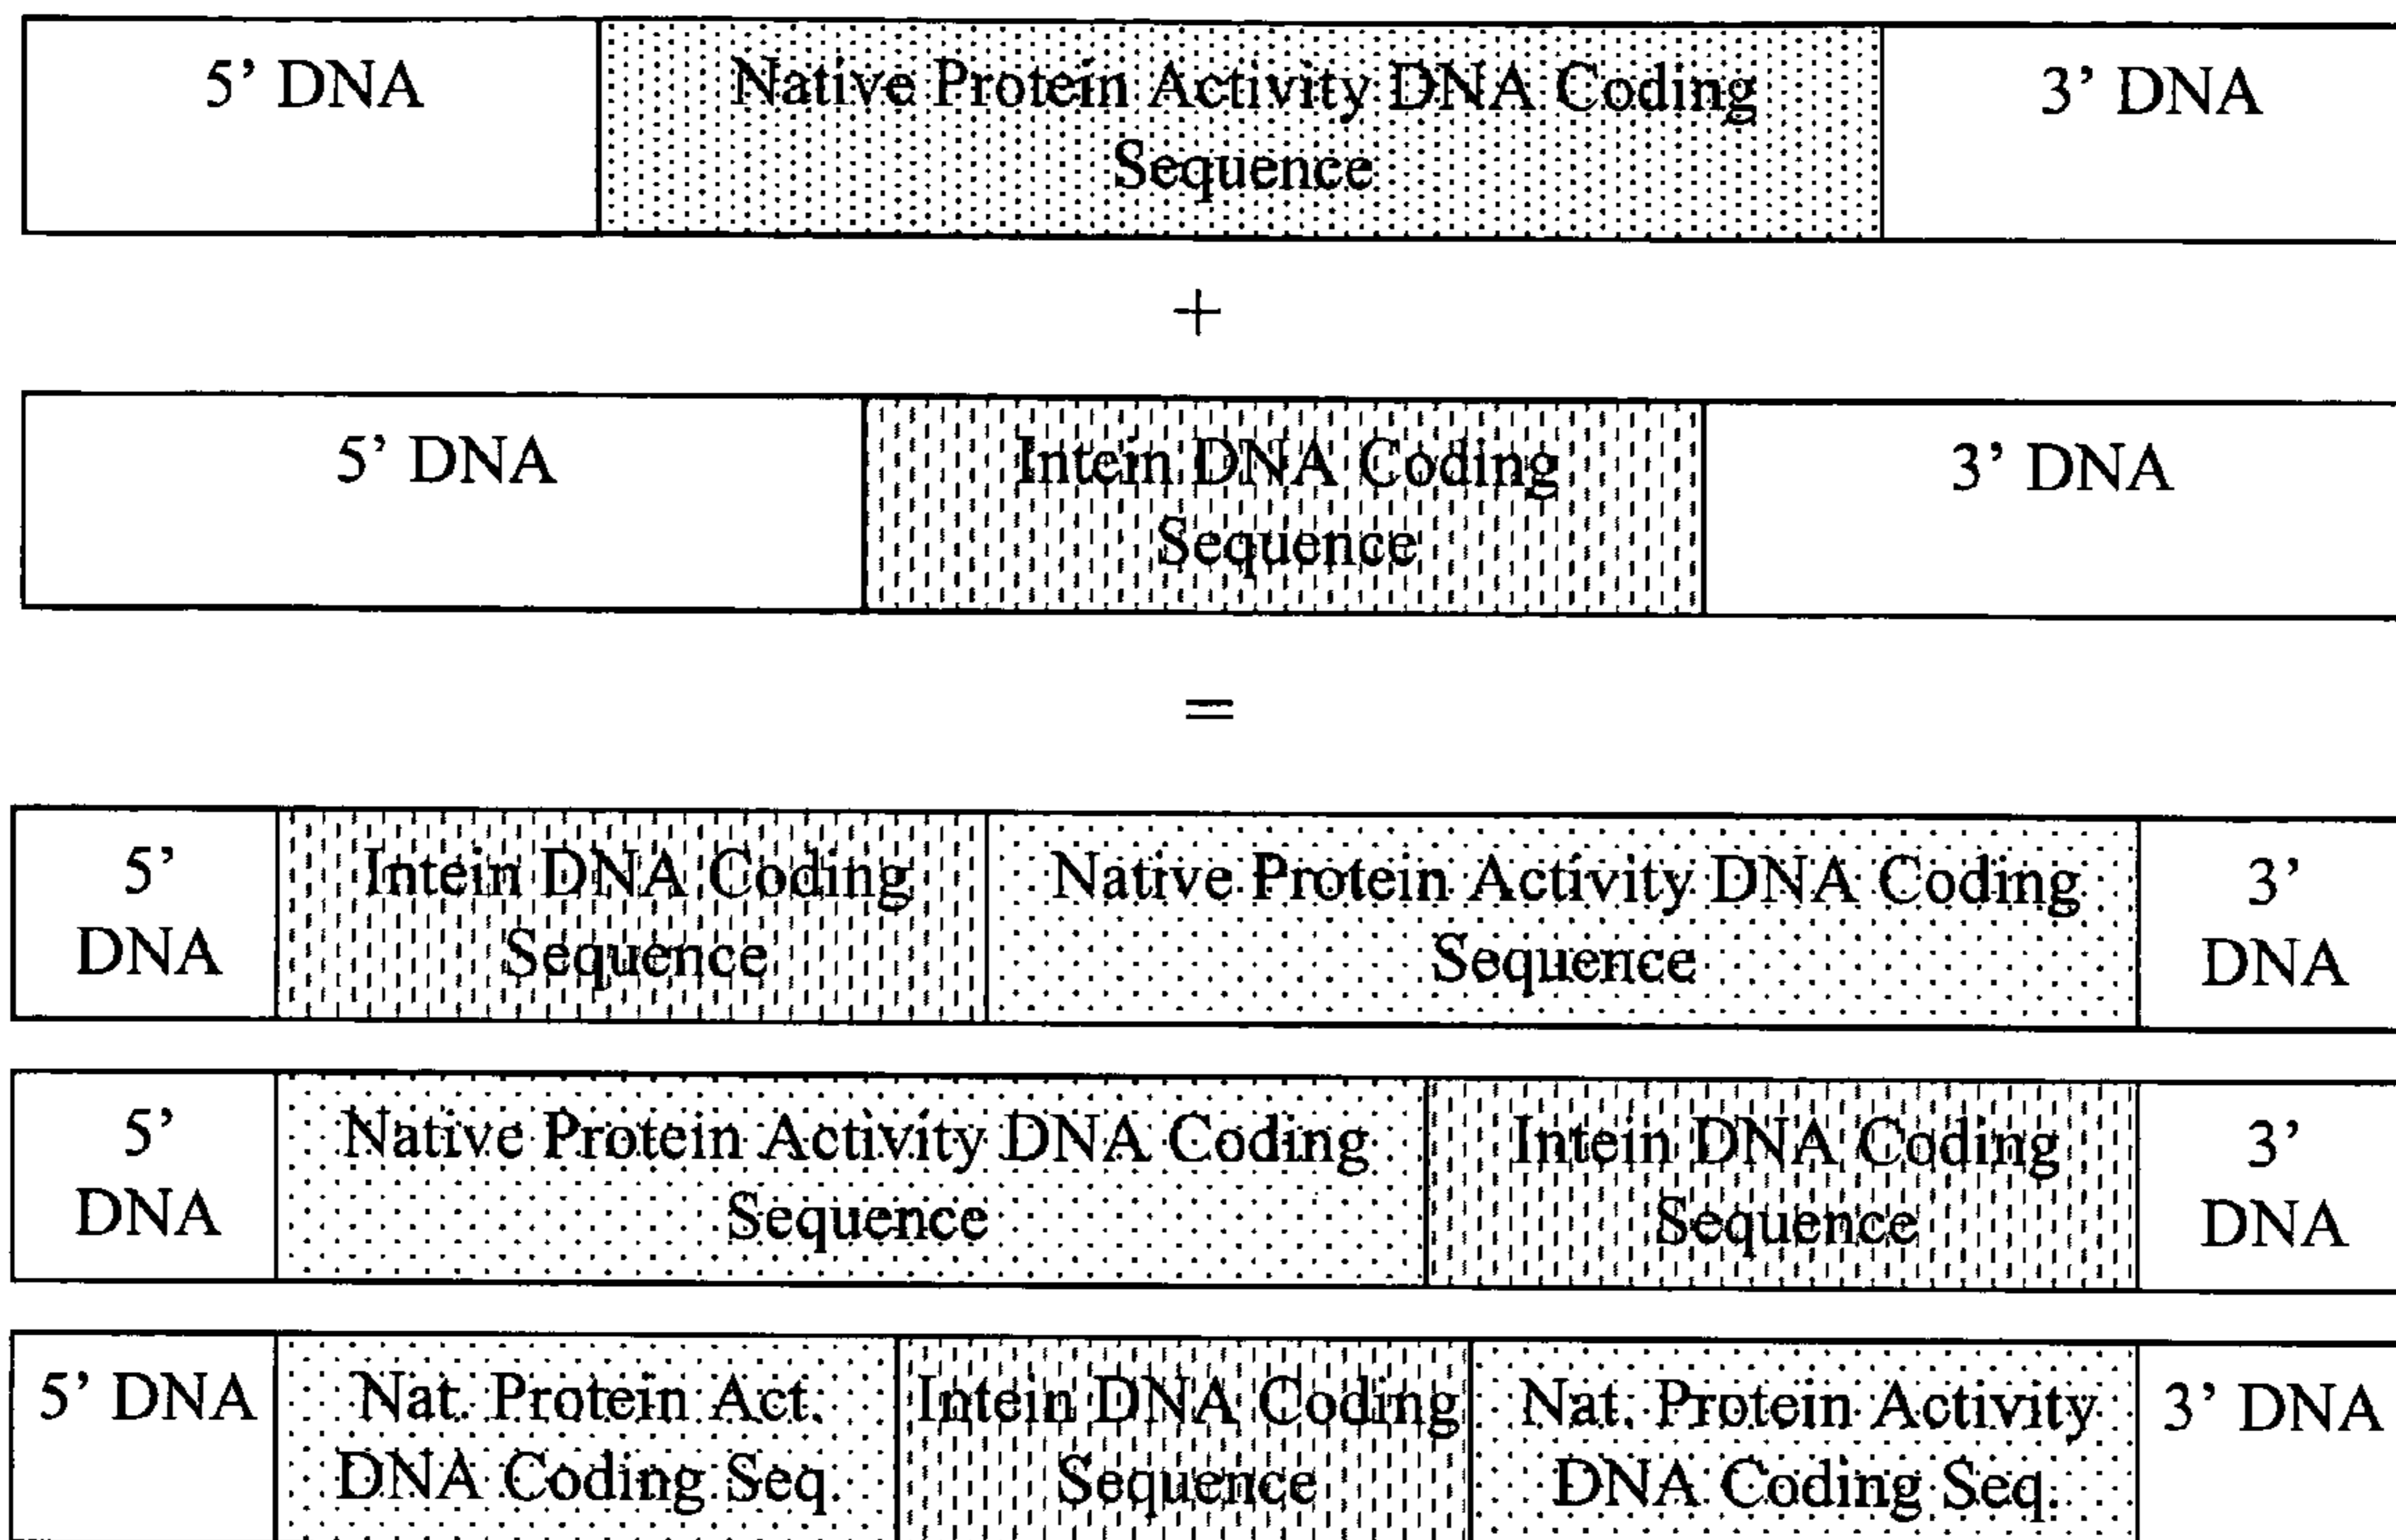 5’ DNA
Native Protein Activity DNA Coding
Sequence
3’ DNA
+
5’ DNA
Intein DNA Coding
Sequence
3’ DNA
=
5’
DNA
Intein DNA Coding
Sequence
Native Protein Activity DNA Coding
Sequence
3’
DNA
5’
DNA
Native Protein Activity DNA Coding
Sequence
Intein DNA Coding
Sequence
3’
DNA
5’ DNA
Nat. Protein Act.
DNA Coding Seq.
Intein DNA Coding
Sequence
Nat. Protein Activity
DNA Coding Seq.
3’ DNA